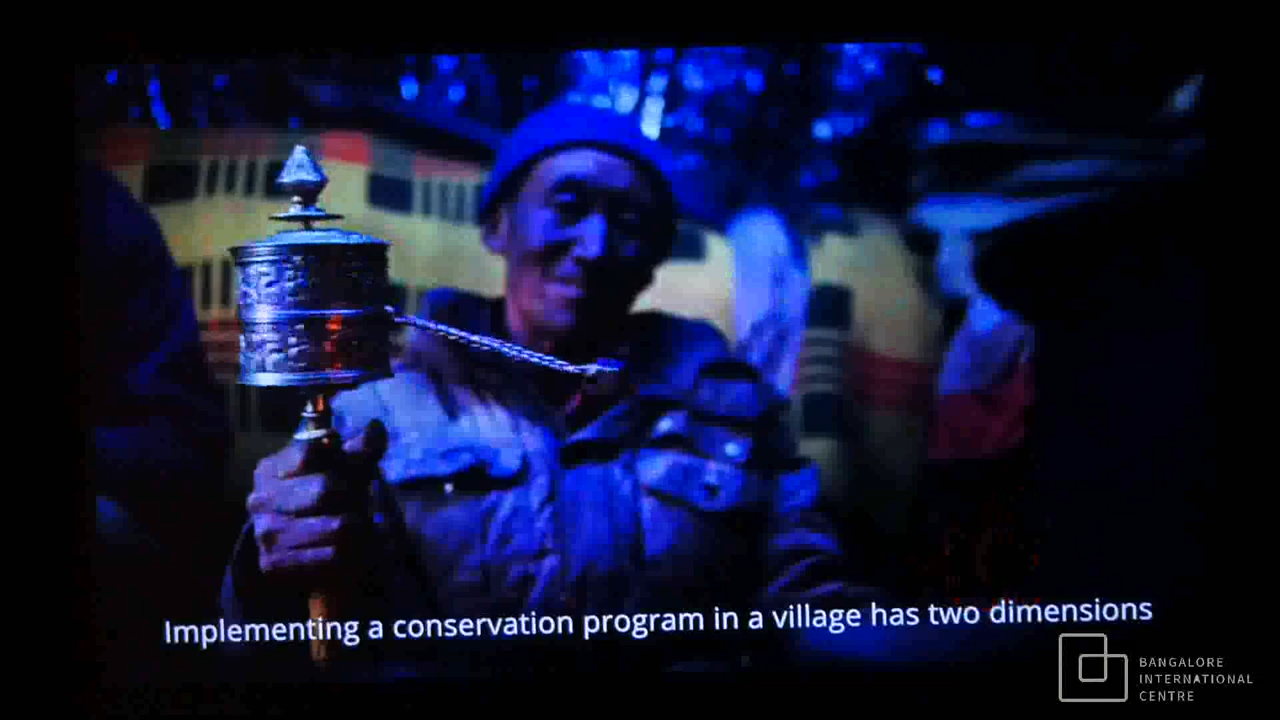 Implementing a conservation program in a village has two dimensions
BANGALORE
INTERNATIONAL
CENTRE